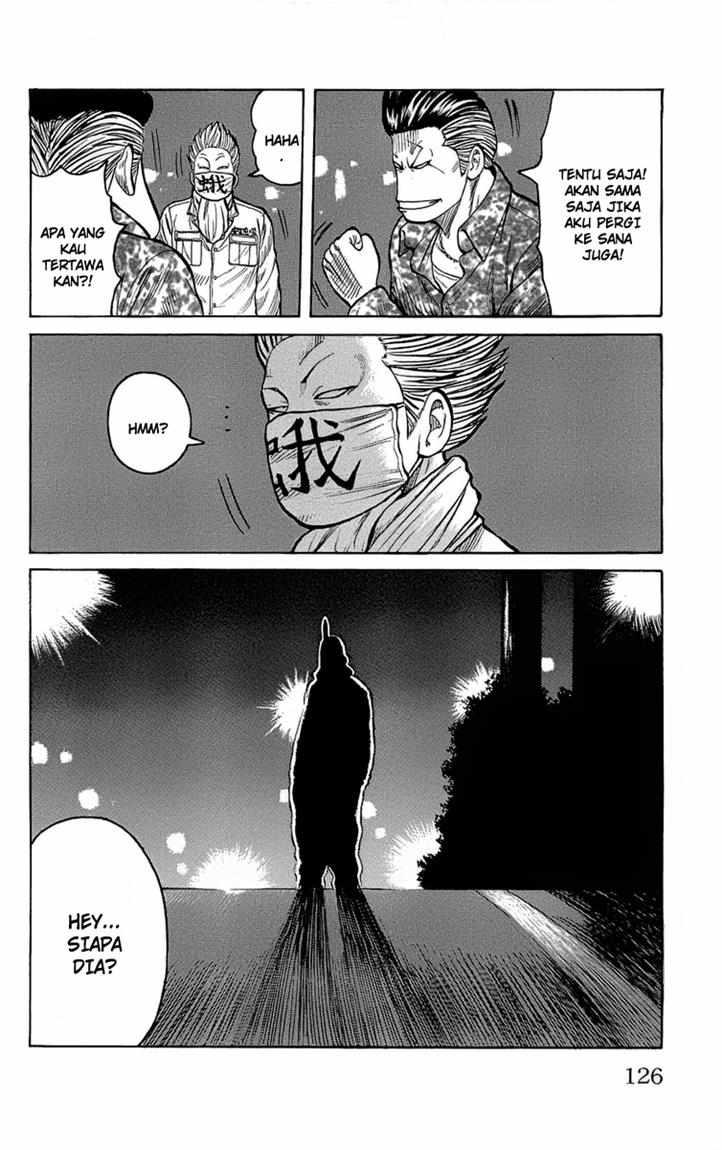 TENTU SAJA!
AKAN SAMA
SAJA JIKA
AKU PERGI
KE SANA
JUGA!
HAHA
.
APA YANG
KAU
TERTAWA
KAN?!
...
HMM?
哦
HEY...
SIAPA
DIA?
126